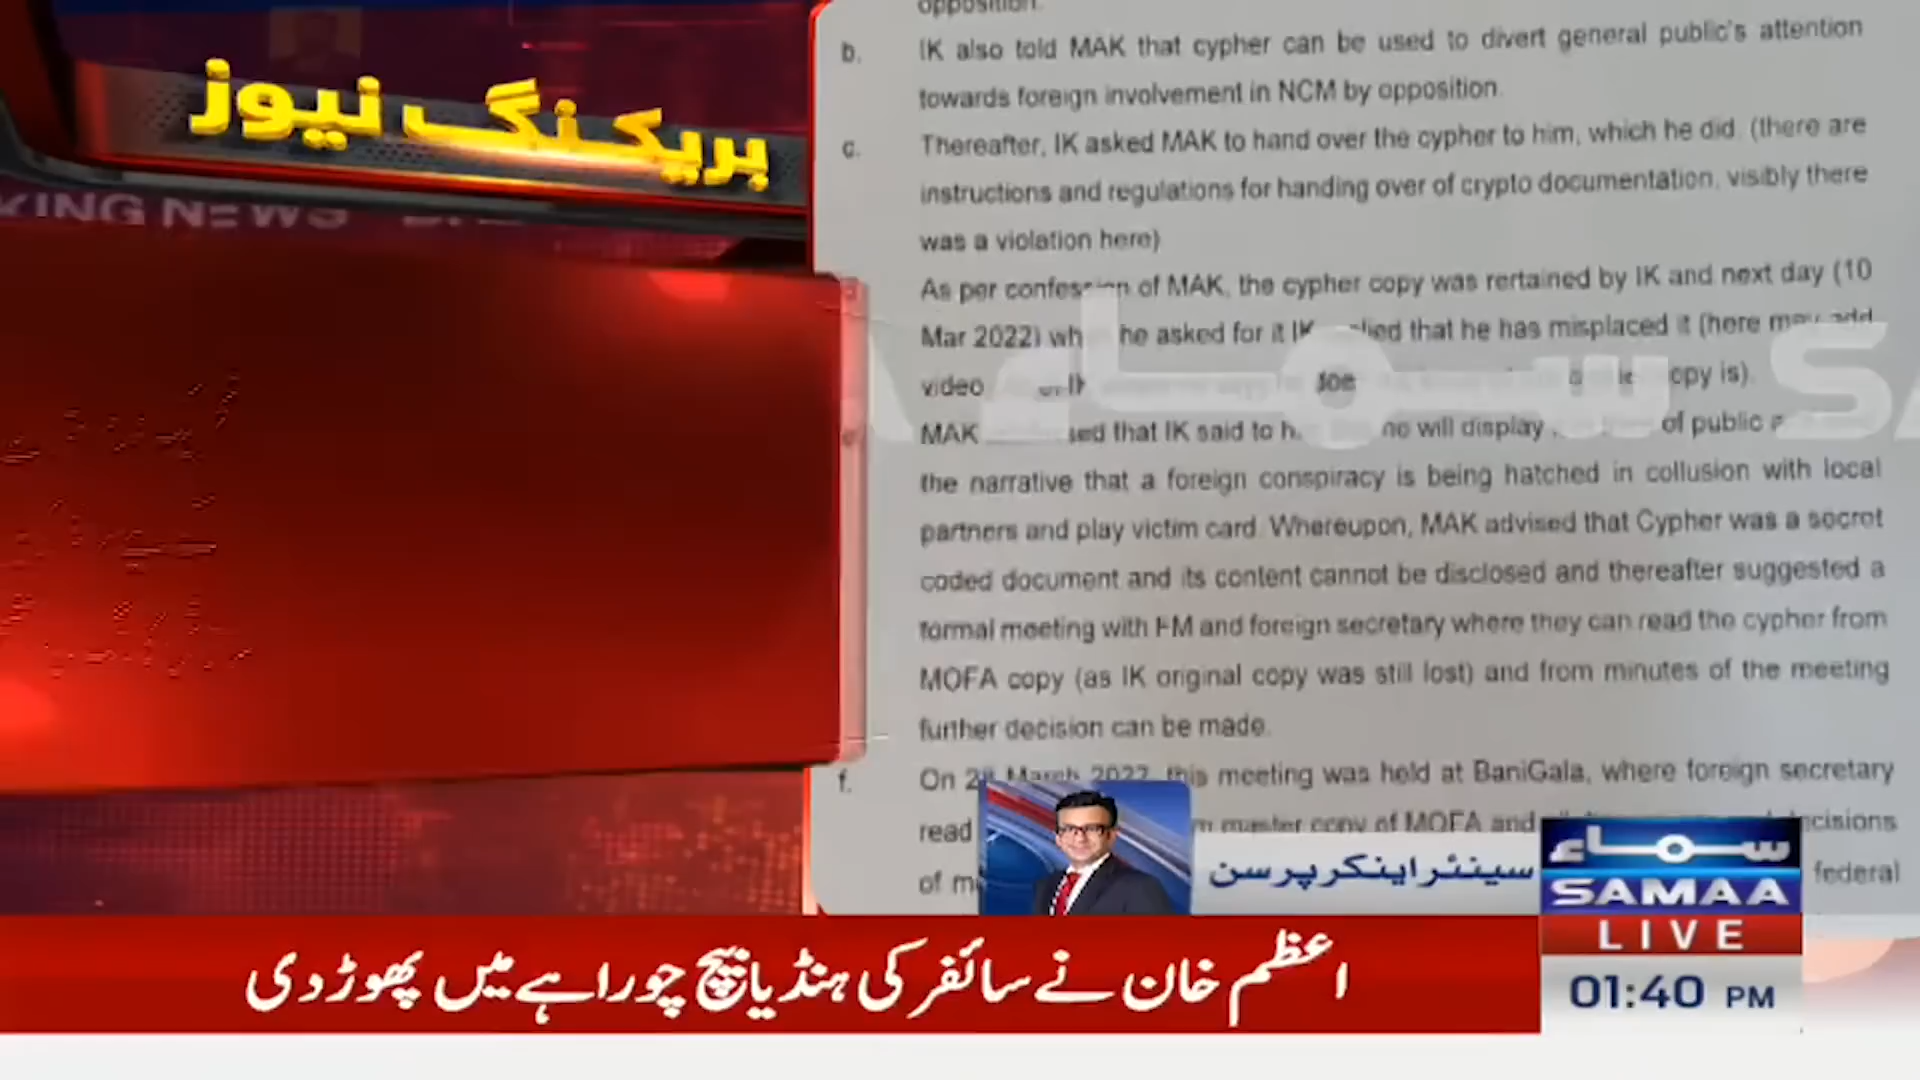 بریکنگ نیوز
KING NEWS
opposition.
b. IK also told MAK that cypher can be used to divert general public's attention
towards foreign involvement in NCM by opposition.
c. Thereafter, IK asked MAK to hand over the cypher to him, which he did. (there are
instructions and regulations for handing over of crypto documentation, visibly there
was a violation here)
As per confession of MAK, the cypher copy was rertained by IK and next day (10
Mar 2022) he asked for it IK that he has misplaced it (here may add
video copy is).
MAK that IK said to will display of public
the narrative that a foreign conspiracy is being hatched in collusion with local
partners and play victim card. Whereupon, MAK advised that Cypher was a secret
coded document and its content cannot be disclosed and thereafter suggested a
formal meeting with FM and foreign secretary where they can read the cypher from
MOFA copy (as IK original copy was still lost) and from minutes of the meeting
further decision can be made.
f. On March 2022, this meeting was held at BaniGala, where foreign secretary
read master copy of MOFA and
of federal
سماء
سینئر اینکر پرسن
سماء
SAMAA
LIVE
01:40 PM
اعظم خان نے سائفر کی ہنڈیا بیچ چوراہے میں پھوڑ دی